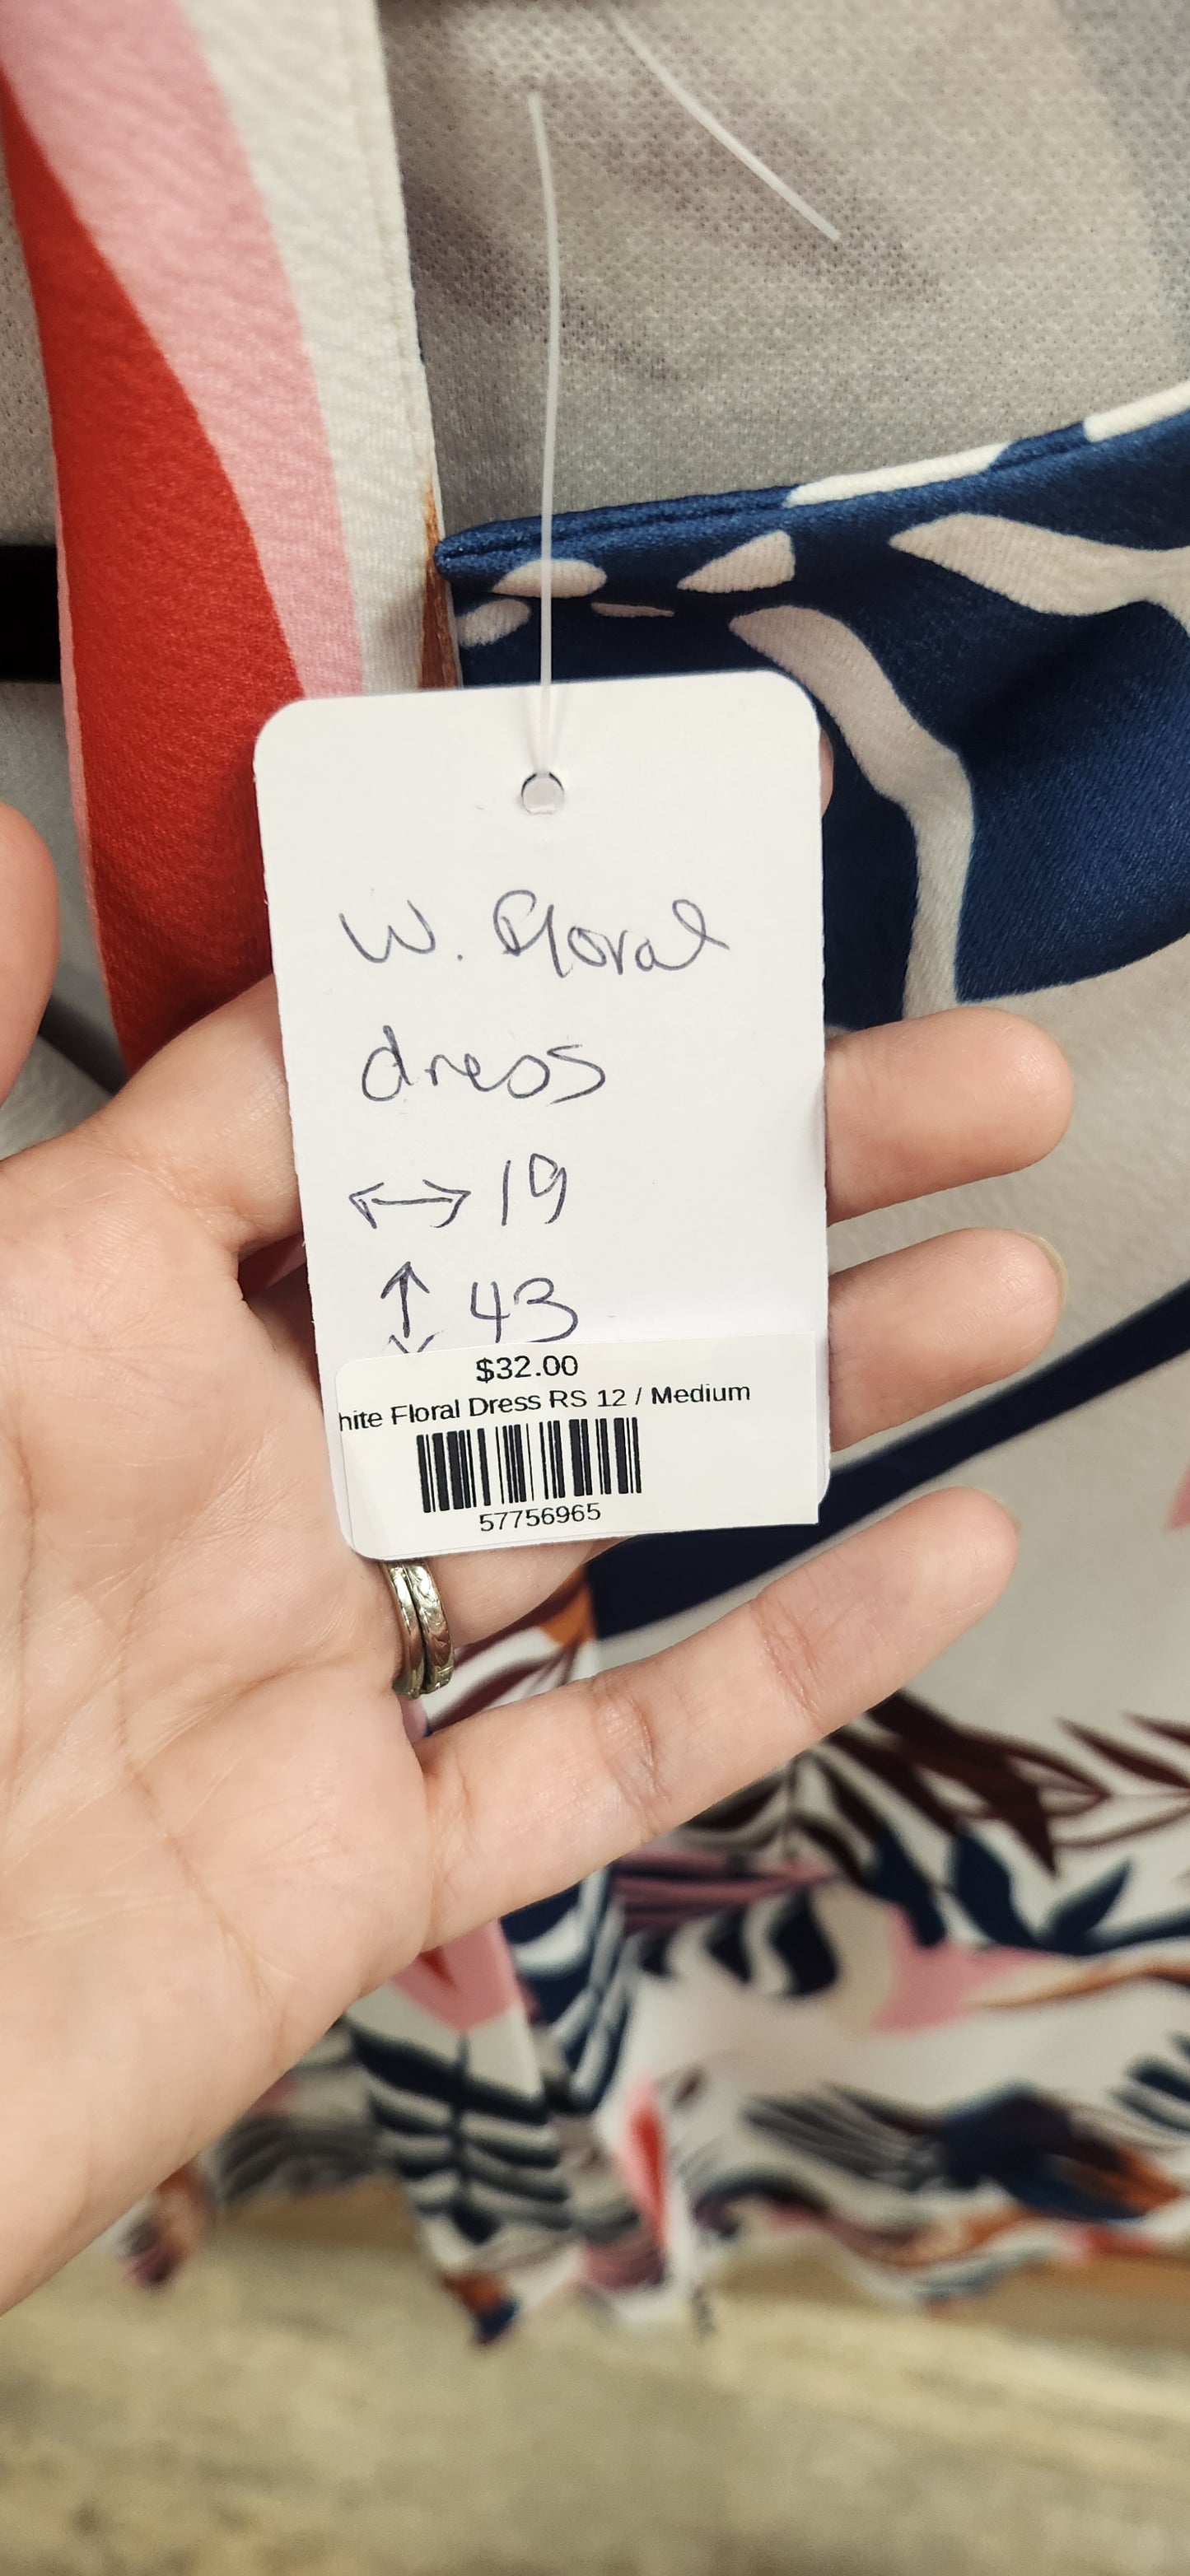 W. Floral
dress
↔ 19
↕ 43
$32.00
hite Floral Dress RS 12 / Medium
57756965